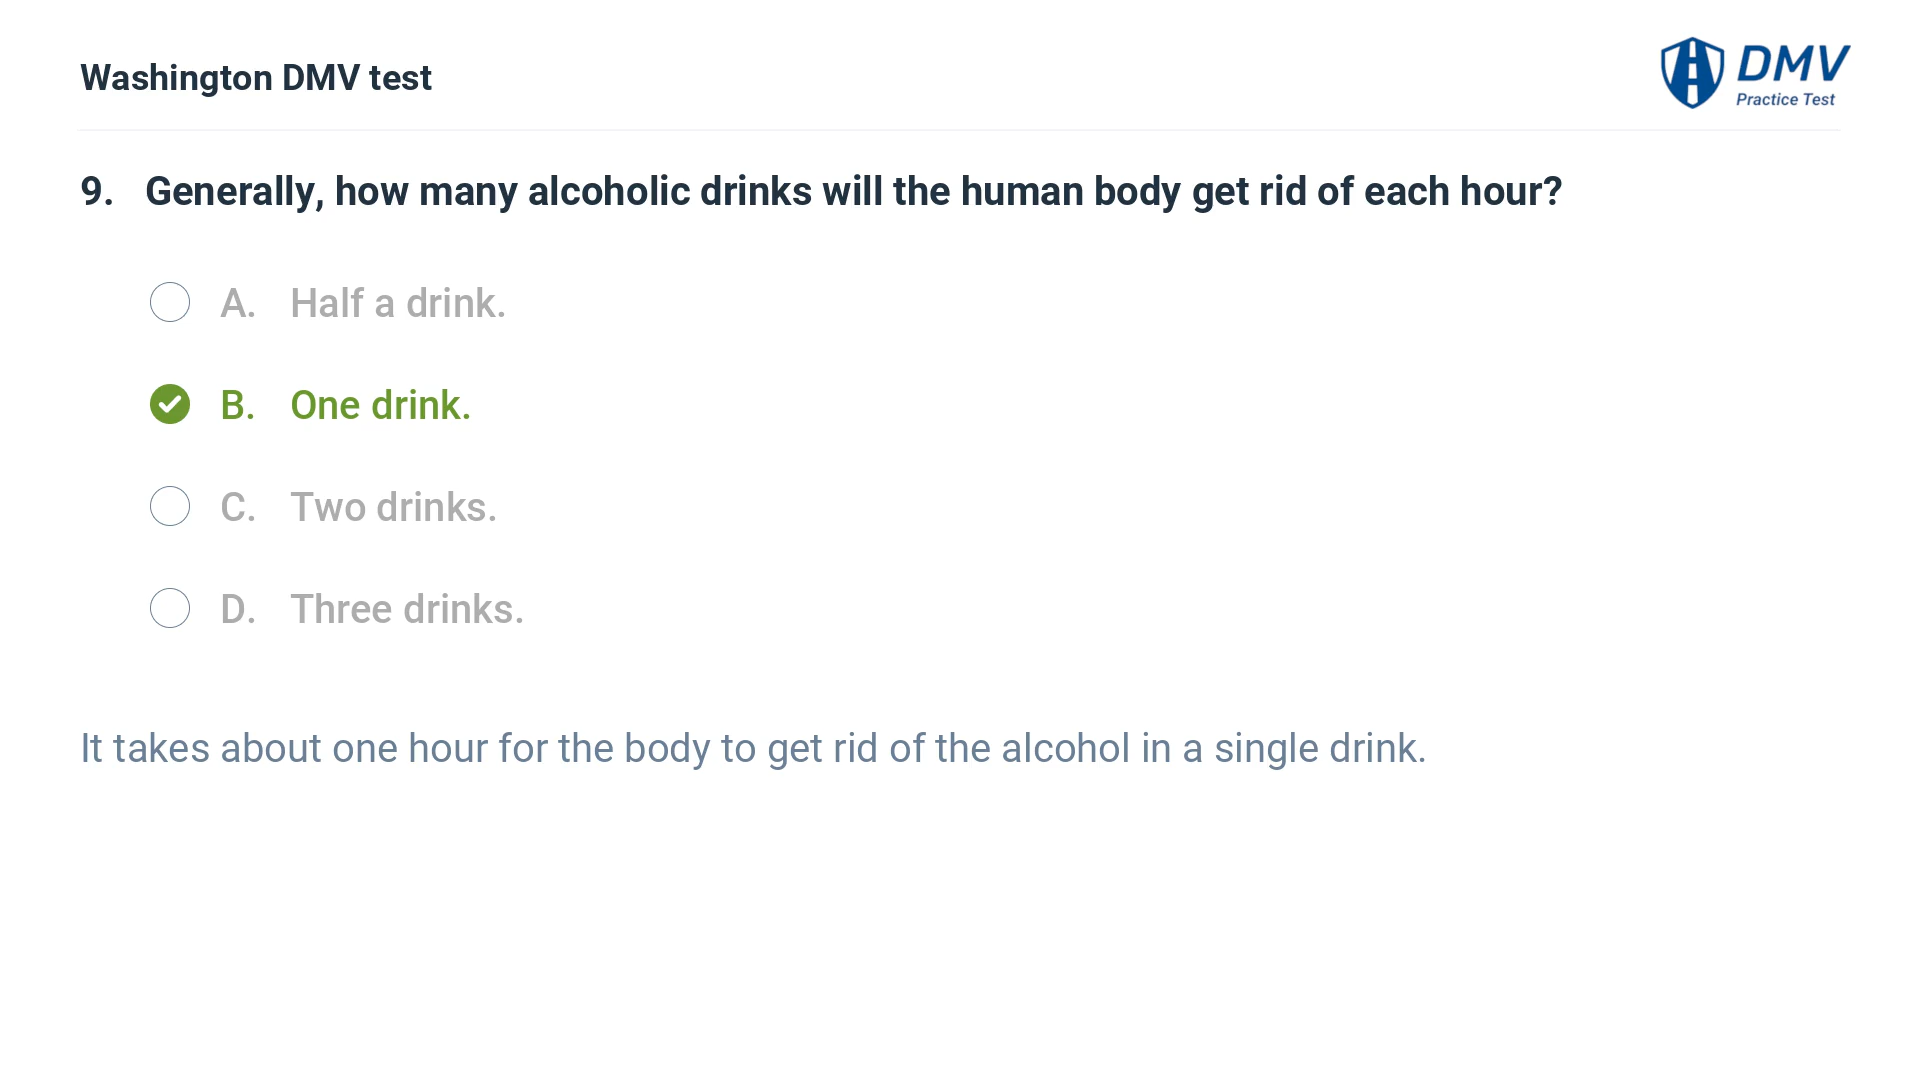 Washington DMV test
DMV
Practice Test
9. Generally, how many alcoholic drinks will the human body get rid of each hour?
A. Half a drink.
B. One drink.
C. Two drinks.
D. Three drinks.
It takes about one hour for the body to get rid of the alcohol in a single drink.